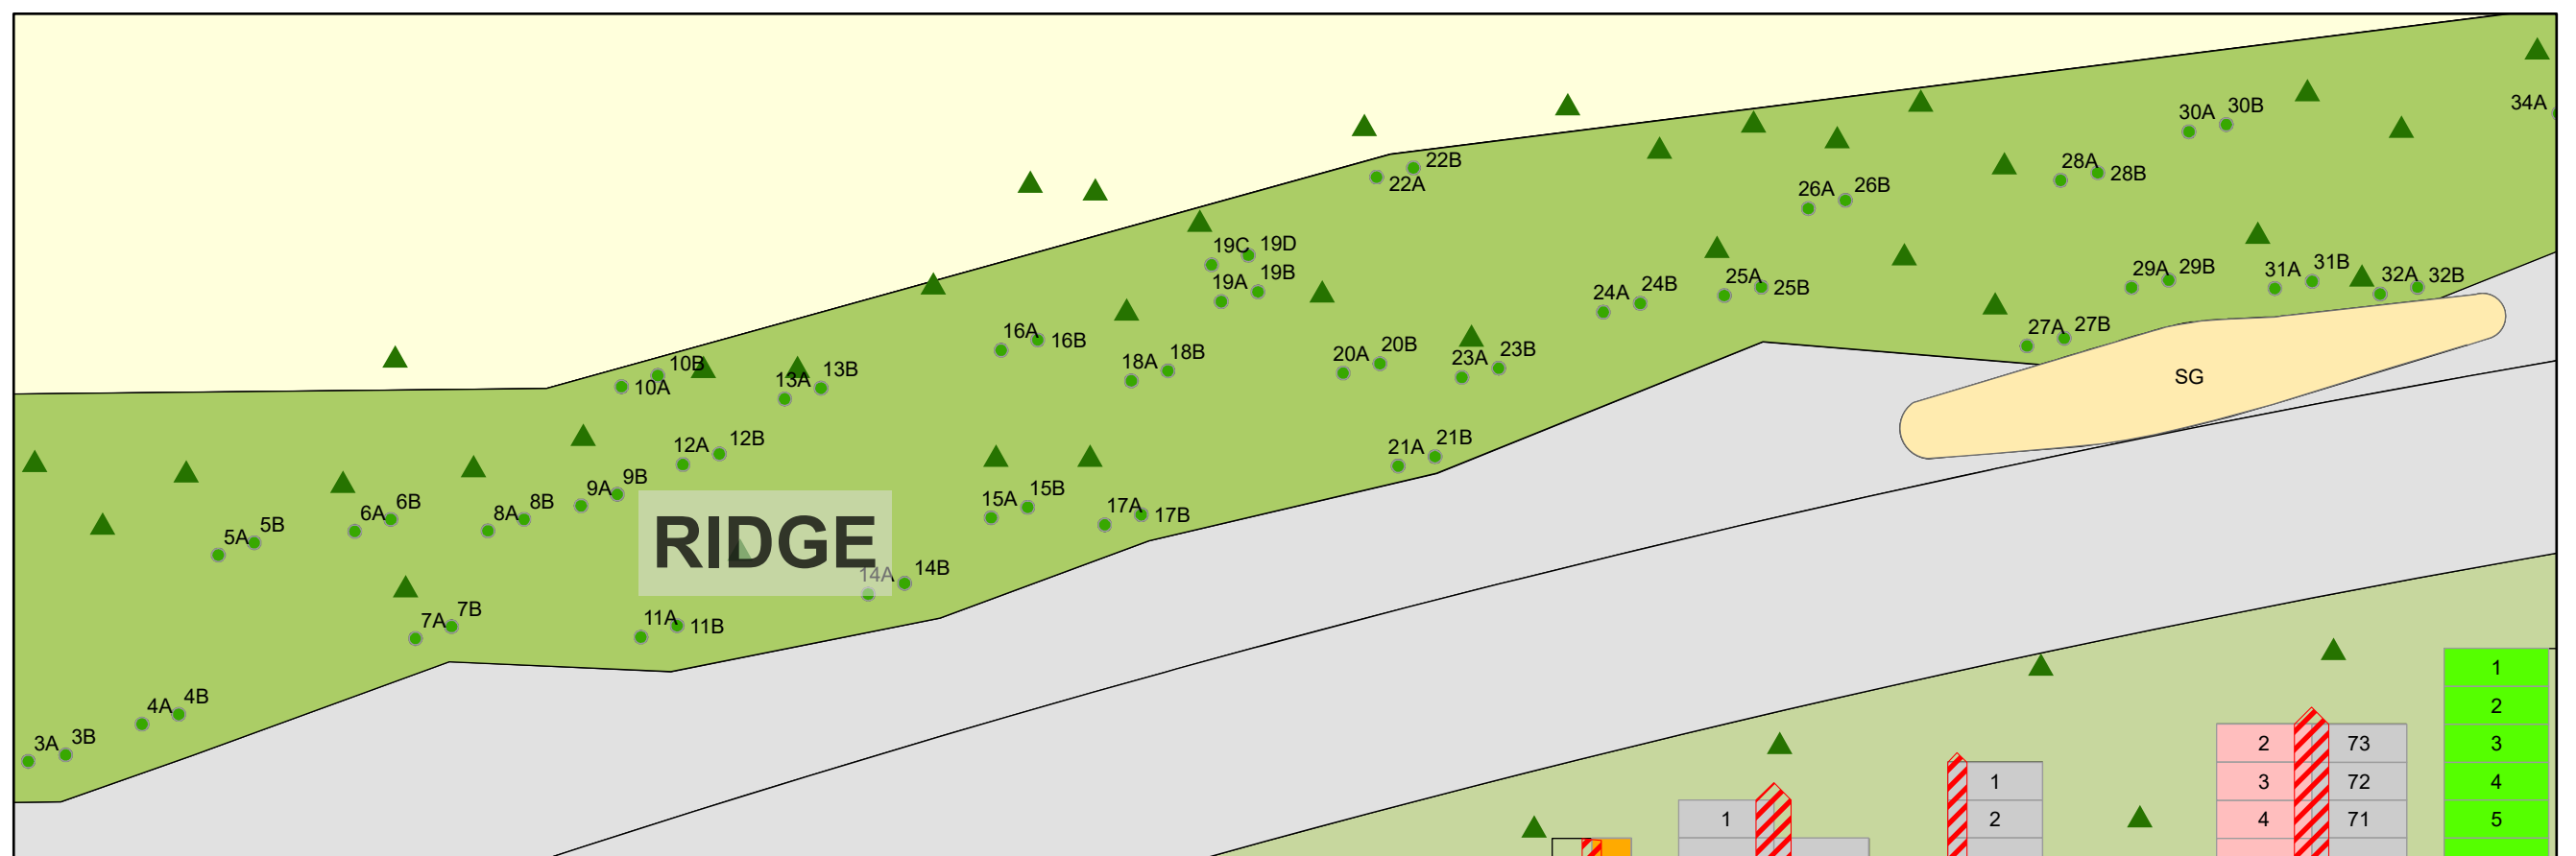 34A
30A 30B
22B
22A
28A 28B
26A 26B
19C 19D
19A 19B
29A 29B
31A 31B
32A 32B
24A 24B
25A 25B
27A 27B
16A 16B
18A 18B
20A 20B
23A 23B
SG
10B
10A
13A 13B
12A 12B
21A 21B
9A 9B
15A 15B
17A 17B
5A 5B
6A 6B
8A 8B
RIDGE
14A 14B
7A 7B
11A 11B
4A 4B
3A 3B
1
2
2 73 3
1 3 72 4
1 2 4 71 5